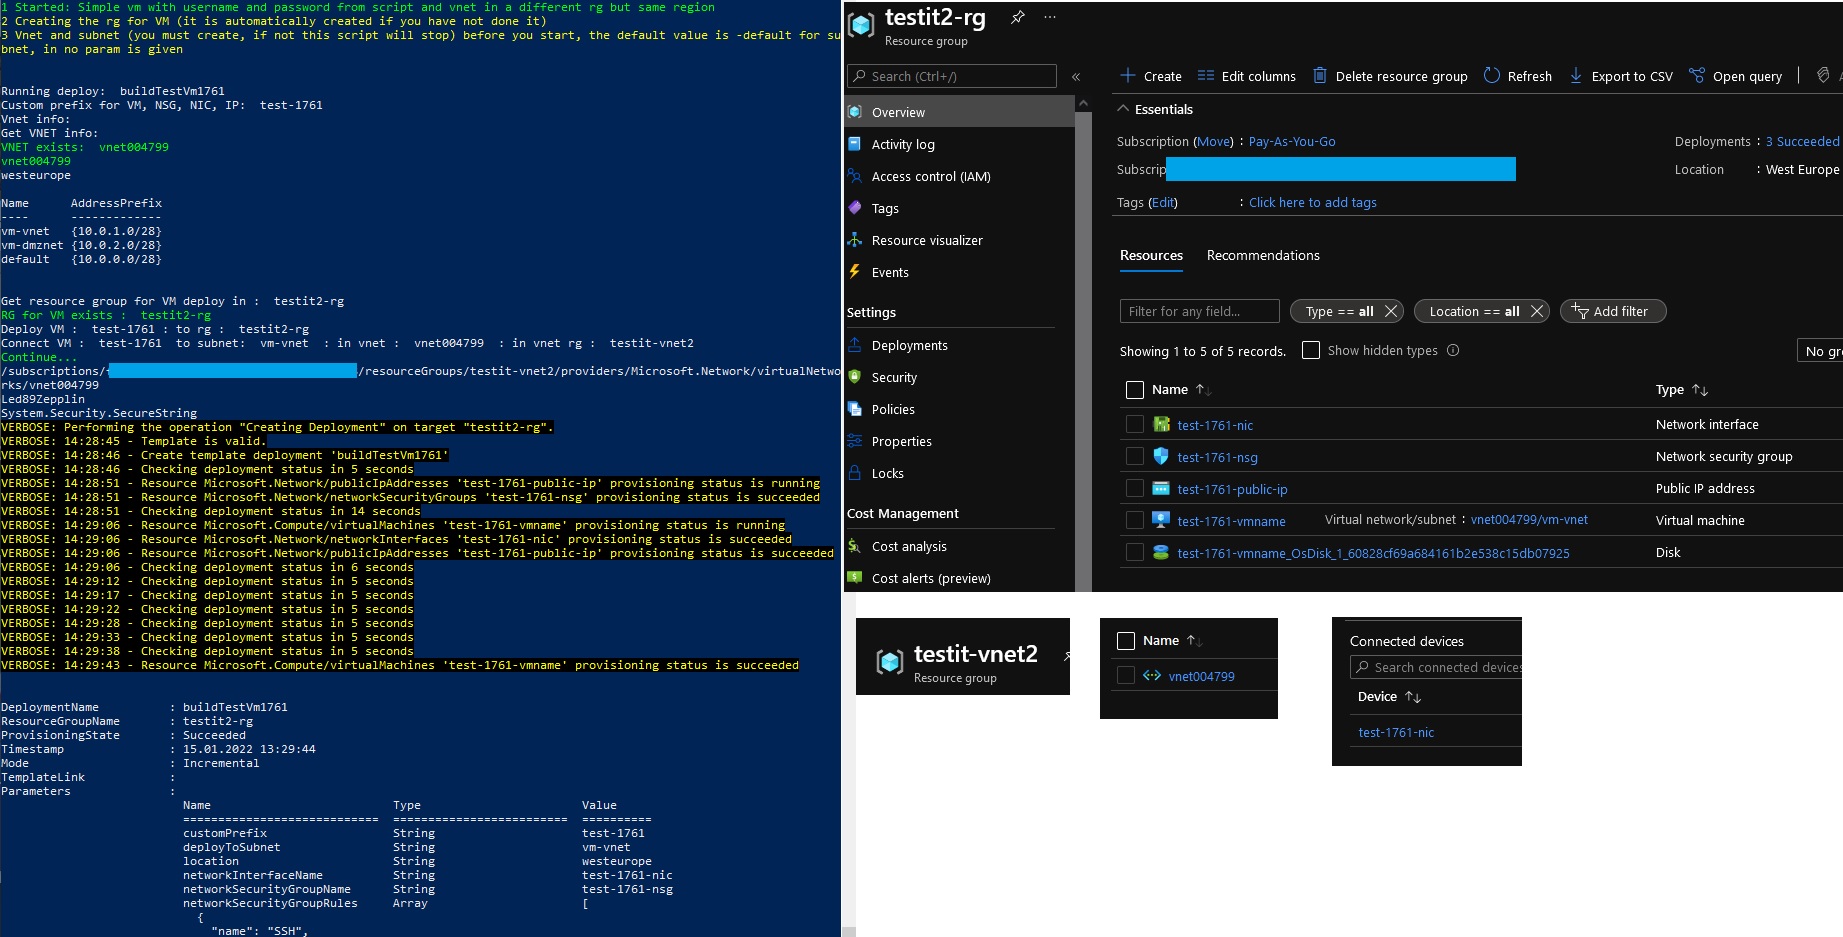 1 Started: Simple vm with username and password from script and vnet in a different rg but same region
2 Creating the rg for VM (it is automatically created if you have not done it)
3 Vnet and subnet (you must create, if not this script will stop) before you start, the default value is -default for su
bnet, in no param is given
Running deploy:  buildTestVm1761
Custom prefix for VM, NSG, NIC, IP:  test-1761
Vnet info:
Get VNET info:
VNET exists:  vnet004799
vnet004799
westeurope
Name      AddressPrefix
----      -------------
vm-vnet   {10.0.1.0/28}
vm-dmznet {10.0.2.0/28}
default   {10.0.0.0/28}
Get resource group for VM deploy in :  testit2-rg
RG for VM exists :  testit2-rg
Deploy VM :  test-1761 : to rg :  testit2-rg
Connect VM :  test-1761  to subnet:  vm-vnet  : in vnet :  vnet004799  : in vnet rg :  testit-vnet2
Continue...
/subscriptions/ /resourceGroups/testit-vnet2/providers/Microsoft.Network/virtualNetwo
rks/vnet004799
Led89Zepplin
System.Security.SecureString
VERBOSE: Performing the operation "Creating Deployment" on target "testit2-rg".
VERBOSE: 14:28:45 - Template is valid.
VERBOSE: 14:28:46 - Create template deployment 'buildTestVm1761'
VERBOSE: 14:28:46 - Checking deployment status in 5 seconds
VERBOSE: 14:28:51 - Resource Microsoft.Network/publicIpAddresses 'test-1761-public-ip' provisioning status is running
VERBOSE: 14:28:51 - Resource Microsoft.Network/networkSecurityGroups 'test-1761-nsg' provisioning status is succeeded
VERBOSE: 14:28:51 - Checking deployment status in 14 seconds
VERBOSE: 14:29:06 - Resource Microsoft.Compute/virtualMachines 'test-1761-vmname' provisioning status is running
VERBOSE: 14:29:06 - Resource Microsoft.Network/networkInterfaces 'test-1761-nic' provisioning status is succeeded
VERBOSE: 14:29:06 - Resource Microsoft.Network/publicIpAddresses 'test-1761-public-ip' provisioning status is succeeded
VERBOSE: 14:29:06 - Checking deployment status in 6 seconds
VERBOSE: 14:29:12 - Checking deployment status in 5 seconds
VERBOSE: 14:29:17 - Checking deployment status in 5 seconds
VERBOSE: 14:29:22 - Checking deployment status in 5 seconds
VERBOSE: 14:29:28 - Checking deployment status in 5 seconds
VERBOSE: 14:29:33 - Checking deployment status in 5 seconds
VERBOSE: 14:29:38 - Checking deployment status in 5 seconds
VERBOSE: 14:29:43 - Resource Microsoft.Compute/virtualMachines 'test-1761-vmname' provisioning status is succeeded
DeploymentName          : buildTestVm1761
ResourceGroupName       : testit2-rg
ProvisioningState       : Succeeded
Timestamp               : 15.01.2022 13:29:44
Mode                    : Incremental
TemplateLink            :
Parameters              :
Name                          Type                       Value
============================  =========================  ==========
customPrefix                  String                     test-1761
deployToSubnet                String                     vm-vnet
location                      String                     westeurope
networkInterfaceName          String                     test-1761-nic
networkSecurityGroupName      String                     test-1761-nsg
networkSecurityGroupRules     Array                      [
{
"name": "SSH",
testit2-rg
Resource group
Search (Ctrl+/)
Overview
Activity log
Access control (IAM)
Tags
Resource visualizer
Events
Settings
Deployments
Security
Policies
Properties
Locks
Cost Management
Cost analysis
Cost alerts (preview)
Create  Edit columns  Delete resource group  Refresh  Export to CSV  Open query
Essentials
Subscription (Move) : Pay-As-You-Go  Deployments : 3 Succeeded
Subscrip  Location : West Europe
Tags (Edit) : Click here to add tags
Resources  Recommendations
Filter for any field...  Type == all  Location == all  Add filter
Showing 1 to 5 of 5 records.  Show hidden types  No gr
Name  Type
test-1761-nic  Network interface
test-1761-nsg  Network security group
test-1761-public-ip  Public IP address
test-1761-vmname  Virtual network/subnet : vnet004799/vm-vnet  Virtual machine
test-1761-vmname_OsDisk_1_60828cf69a684161b2e538c15db07925  Disk
testit-vnet2
Resource group
Name
vnet004799
Connected devices
Search connected devices
Device
test-1761-nic